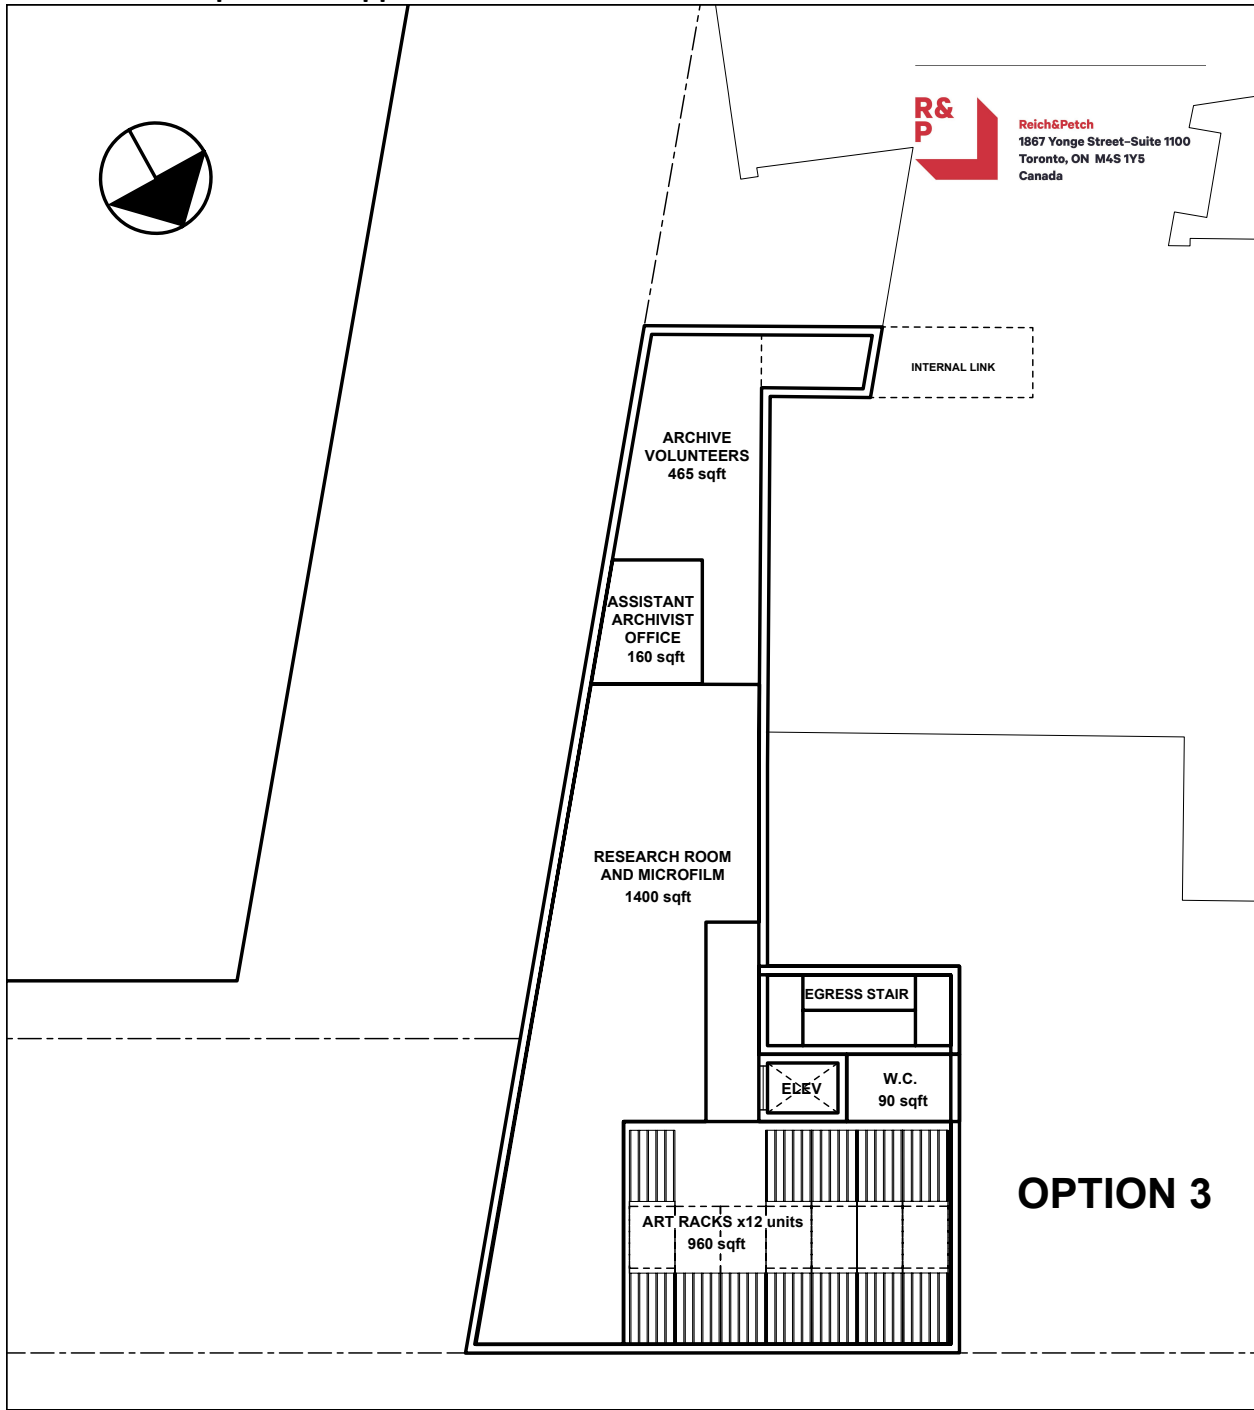 R&
P
Reich&Petch
1867 Yonge Street–Suite 1100
Toronto, ON M4S 1Y5
Canada
INTERNAL LINK
ARCHIVE
VOLUNTEERS
465 sqft
ASSISTANT
ARCHIVIST
OFFICE
160 sqft
RESEARCH ROOM
AND MICROFILM
1400 sqft
EGRESS STAIR
ELEV
W.C.
90 sqft
OPTION 3
ART RACKS x12 units
960 sqft